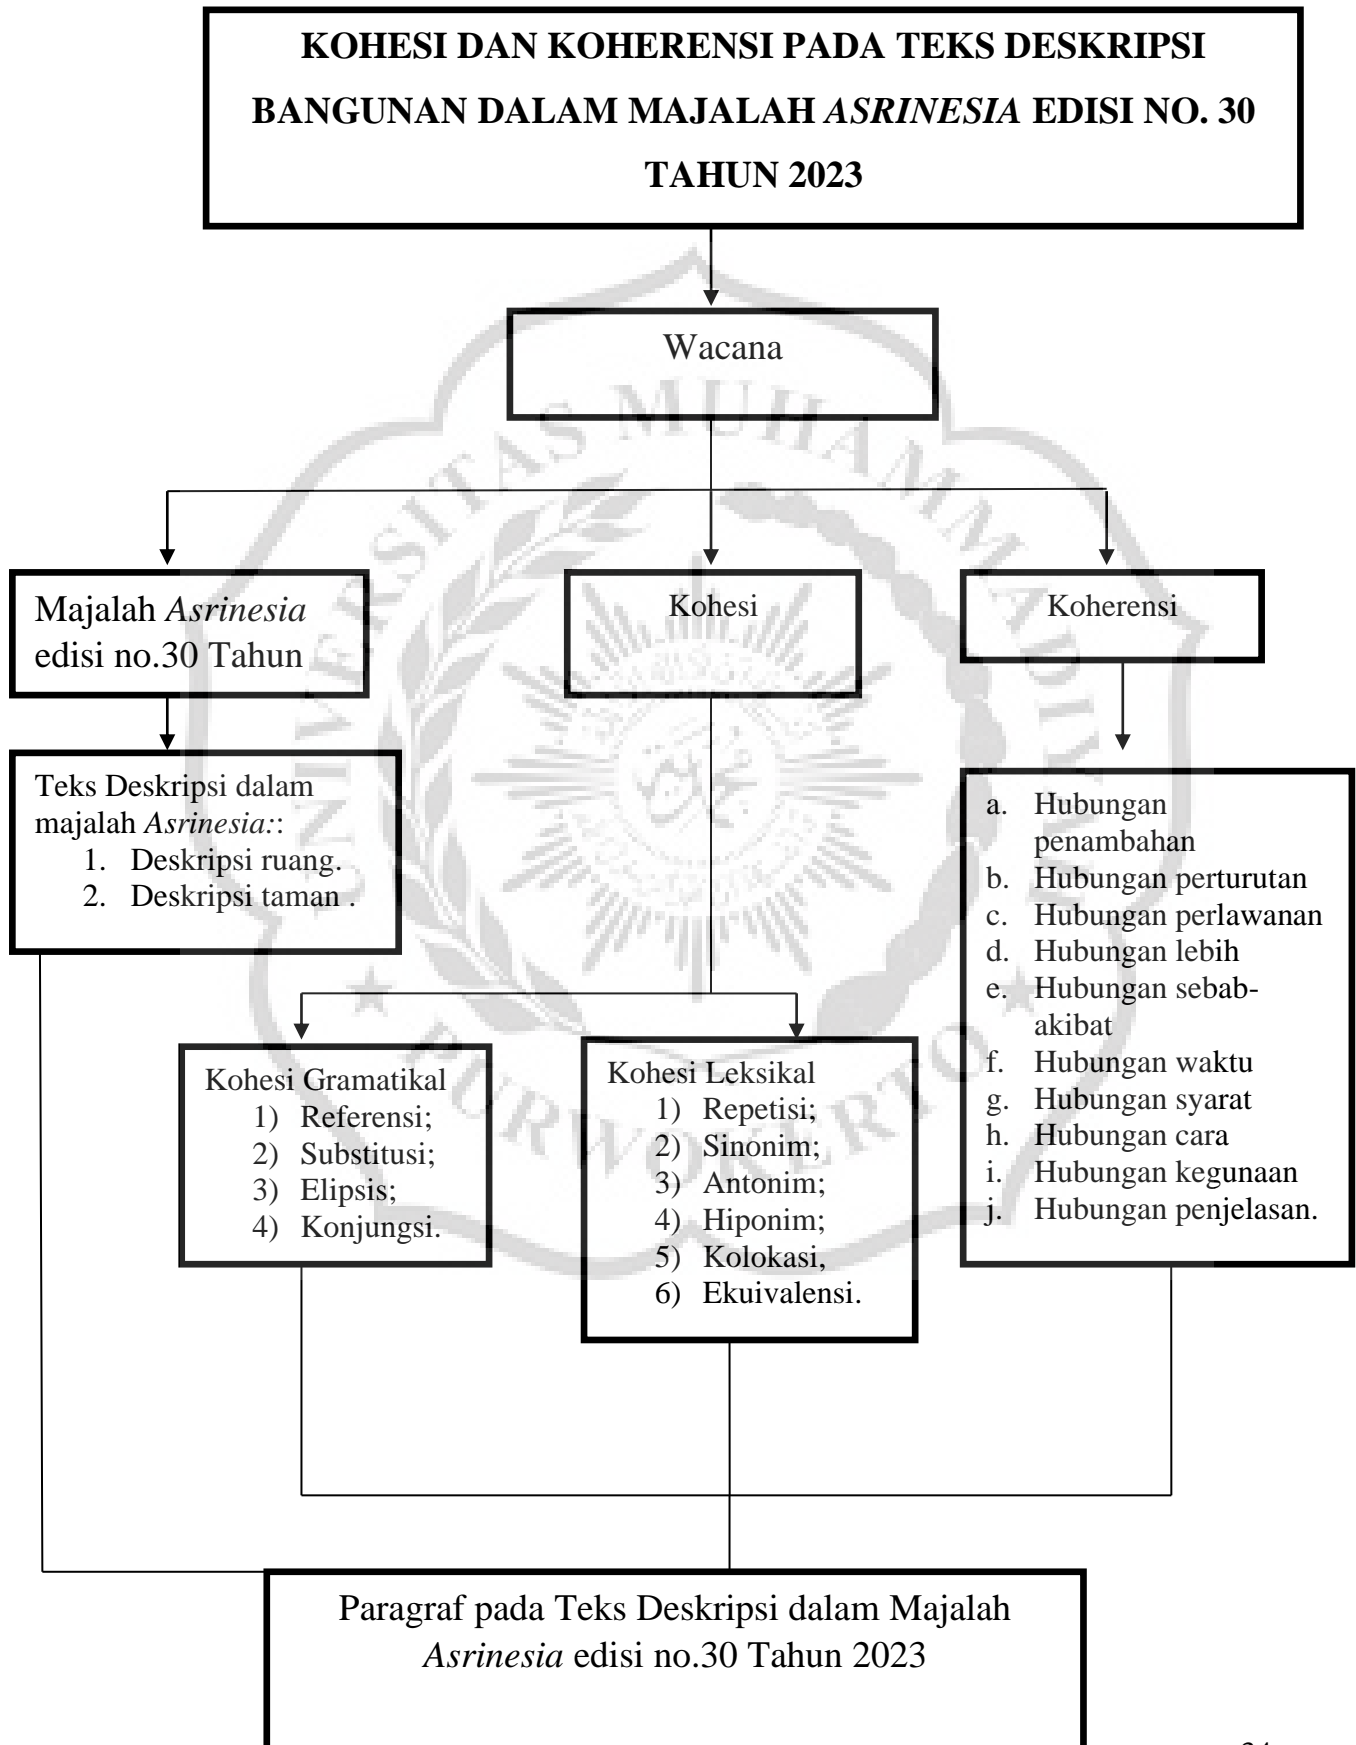 KOHESI DAN KOHERENSI PADA TEKS DESKRIPSI
BANGUNAN DALAM MAJALAH ASRINESIA EDISI NO. 30
TAHUN 2023
Wacana
Majalah Asrinesia
edisi no.30 Tahun
Kohesi
Koherensi
Teks Deskripsi dalam
majalah Asrinesia::
1. Deskripsi ruang.
2. Deskripsi taman .
a. Hubungan
penambahan
b. Hubungan perturutan
c. Hubungan perlawanan
d. Hubungan lebih
e. Hubungan sebab-
akibat
f. Hubungan waktu
g. Hubungan syarat
h. Hubungan cara
i. Hubungan kegunaan
j. Hubungan penjelasan.
Kohesi Gramatikal
1) Referensi;
2) Substitusi;
3) Elipsis;
4) Konjungsi.
Kohesi Leksikal
1) Repetisi;
2) Sinonim;
3) Antonim;
4) Hiponim;
5) Kolokasi,
6) Ekuivalensi.
Paragraf pada Teks Deskripsi dalam Majalah
Asrinesia edisi no.30 Tahun 2023
UNIVERSITAS MUHAMMADIYAH
PURWOKERTO